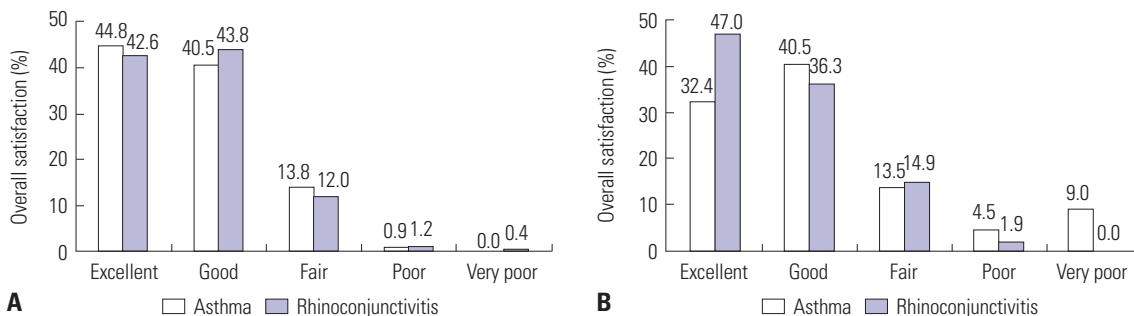 50
40
30
20
10
0
Overall satisfaction (%)
44.8
42.6
40.5
43.8
13.8
12.0
0.9
1.2
0.0
0.4
Excellent
Good
Fair
Poor
Very poor
A
Asthma
Rhinoconjunctivitis
50
40
30
20
10
0
Overall satisfaction (%)
32.4
47.0
40.5
36.3
13.5
14.9
4.5
1.9
9.0
0.0
Excellent
Good
Fair
Poor
Very poor
B
Asthma
Rhinoconjunctivitis